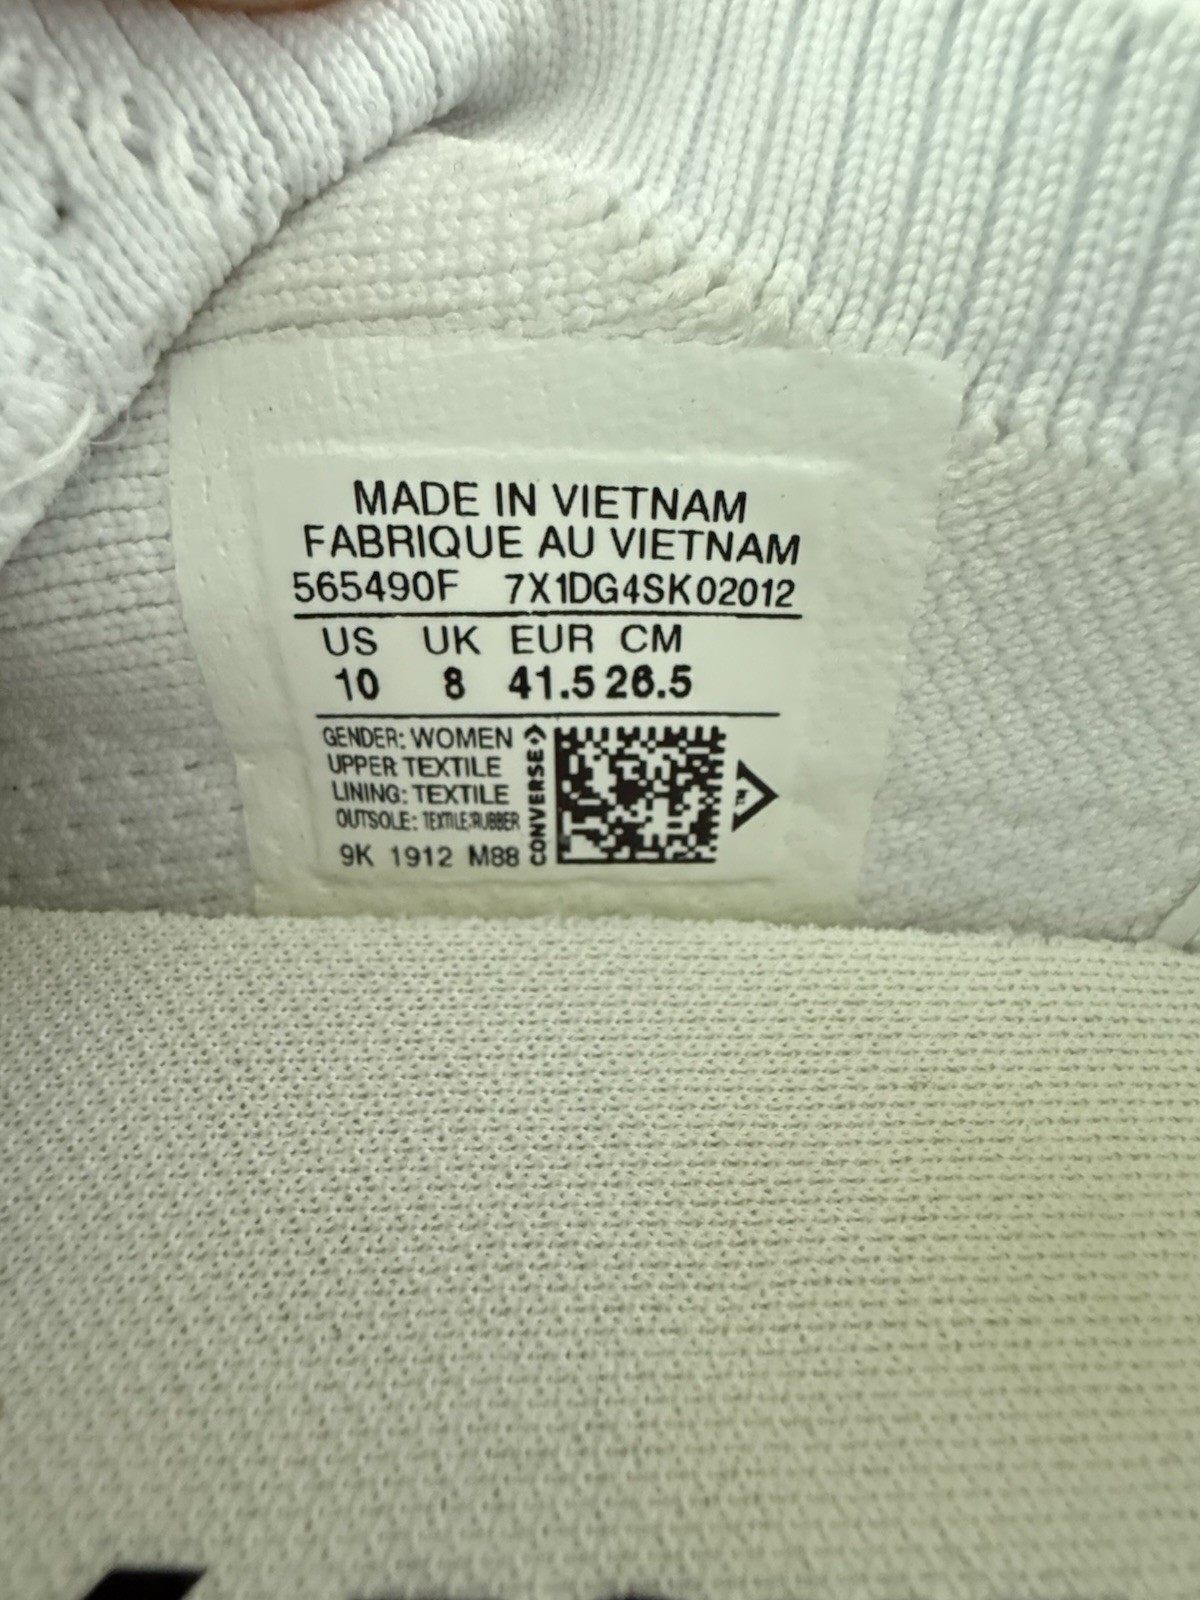 MADE IN VIETNAM
FABRIQUE AU VIETNAM
565490F 7X1DG4SK02012
US UK EUR CM
10 8 41.5 26.5
GENDER: WOMEN
UPPER TEXTILE
LINING: TEXTILE
OUTSOLE: TEXTILE/RUBBER
9K 1912 M88
CONVERSE
TM